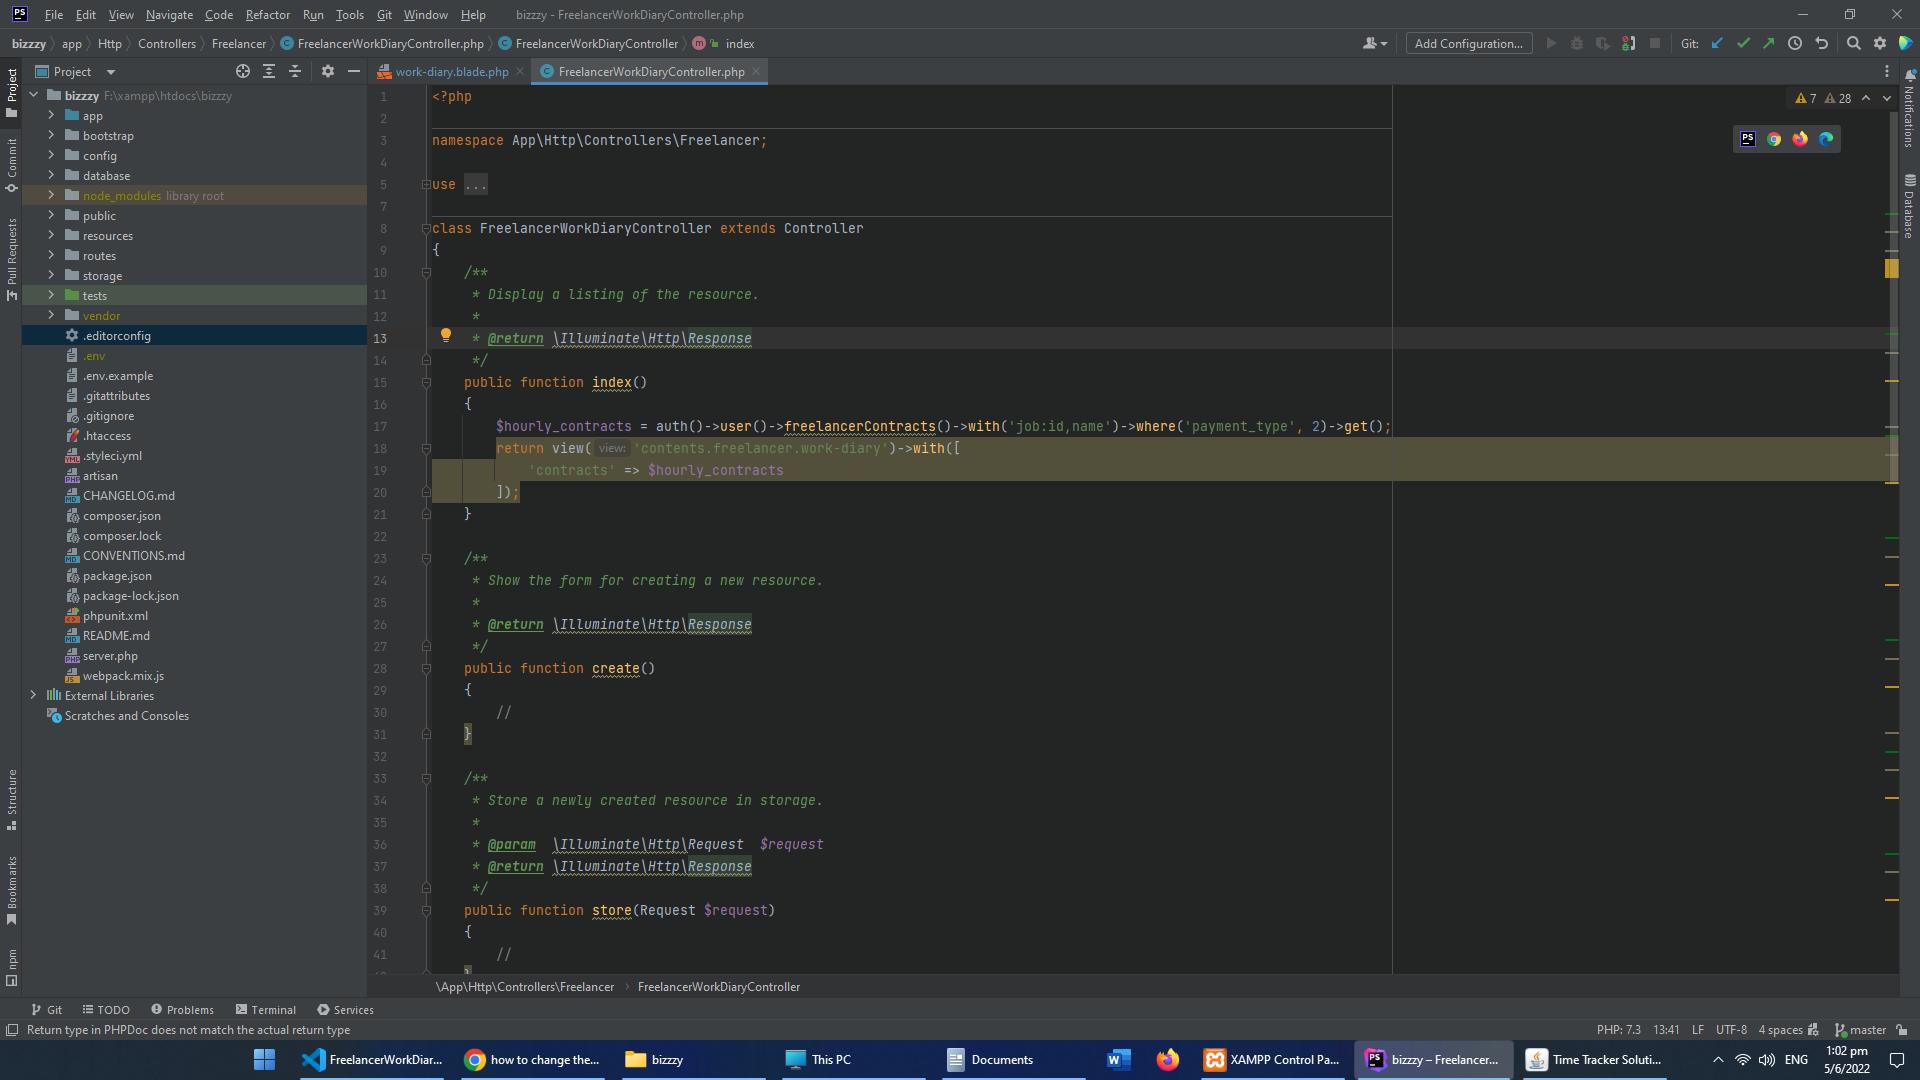 PS File Edit View Navigate Code Refactor Run Tools Git Window Help bizzzy - FreelancerWorkDiaryController.php
bizzzy app Http Controllers Freelancer FreelancerWorkDiaryController.php FreelancerWorkDiaryController index Add Configuration... Git:
Project
work-diary.blade.php
FreelancerWorkDiaryController.php
Project
Commit
Pull Requests
Structure
Bookmarks
npm
Notifications
Database
bizzzy F:\xampp\htdocs\bizzzy
app
bootstrap
config
database
node_modules library root
public
resources
routes
storage
tests
vendor
.editorconfig
.env
.env.example
.gitattributes
.gitignore
.htaccess
.styleci.yml
artisan
CHANGELOG.md
composer.json
composer.lock
CONVENTIONS.md
package.json
package-lock.json
phpunit.xml
README.md
server.php
webpack.mix.js
External Libraries
Scratches and Consoles
7 28
1 <?php
2
3 namespace App\Http\Controllers\Freelancer;
4
5 use ...
7
8 class FreelancerWorkDiaryController extends Controller
9 {
10 /**
11 * Display a listing of the resource.
12 *
13 * @return \Illuminate\Http\Response
14 */
15 public function index()
16 {
17 $hourly_contracts = auth()->user()->freelancerContracts()->with('job:id,name')->where('payment_type', 2)->get();
18 return view( view: 'contents.freelancer.work-diary')->with([
19 'contracts' => $hourly_contracts
20 ]);
21 }
22
23 /**
24 * Show the form for creating a new resource.
25 *
26 * @return \Illuminate\Http\Response
27 */
28 public function create()
29 {
30 //
31 }
32
33 /**
34 * Store a newly created resource in storage.
35 *
36 * @param \Illuminate\Http\Request $request
37 * @return \Illuminate\Http\Response
38 */
39 public function store(Request $request)
40 {
41 //
\App\Http\Controllers\Freelancer FreelancerWorkDiaryController
Git TODO Problems Terminal Services
Return type in PHPDoc does not match the actual return type PHP: 7.3 13:41 LF UTF-8 4 spaces master
FreelancerWorkDiar... how to change the... bizzzy This PC Documents XAMPP Control Pa... bizzzy – Freelancer... Time Tracker Soluti... ENG 1:02 pm
5/6/2022